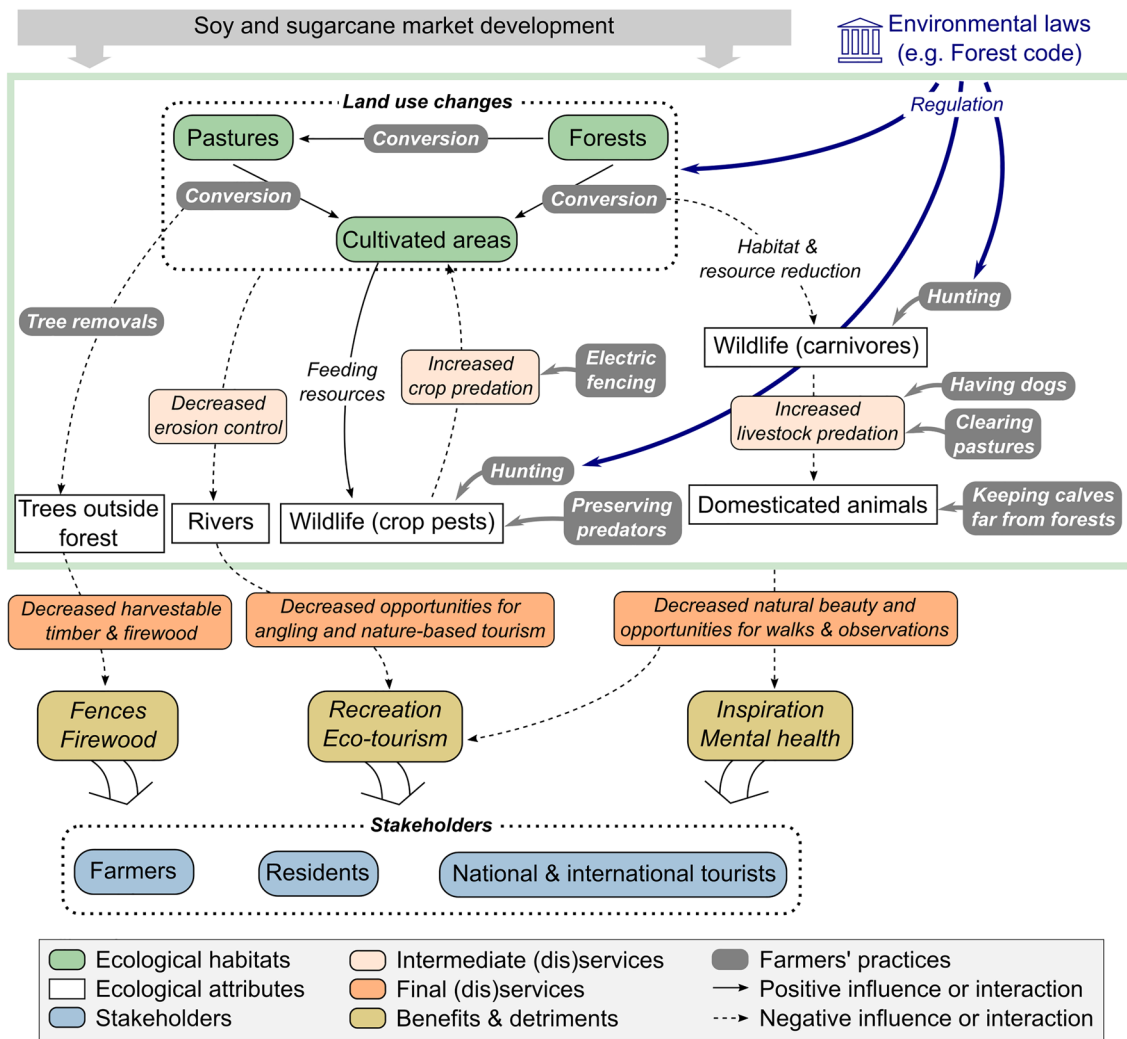 Soy and sugarcane market development
Environmental laws
(e.g. Forest code)
Regulation
Land use changes
Pastures
Conversion
Forests
Conversion
Conversion
Cultivated areas
Habitat &
resource reduction
Tree removals
Hunting
Wildlife (carnivores)
Feeding
resources
Increased
crop predation
Electric
fencing
Having dogs
Decreased
erosion control
Increased
livestock predation
Clearing
pastures
Hunting
Trees outside
forest
Rivers
Wildlife (crop pests)
Preserving
predators
Domesticated animals
Keeping calves
far from forests
Decreased harvestable
timber & firewood
Decreased opportunities for
angling and nature-based tourism
Decreased natural beauty and
opportunities for walks & observations
Fences
Firewood
Recreation
Eco-tourism
Inspiration
Mental health
Stakeholders
Farmers
Residents
National & international tourists
Ecological habitats
Ecological attributes
Stakeholders
Intermediate (dis)services
Final (dis)services
Benefits & detriments
Farmers' practices
Positive influence or interaction
Negative influence or interaction